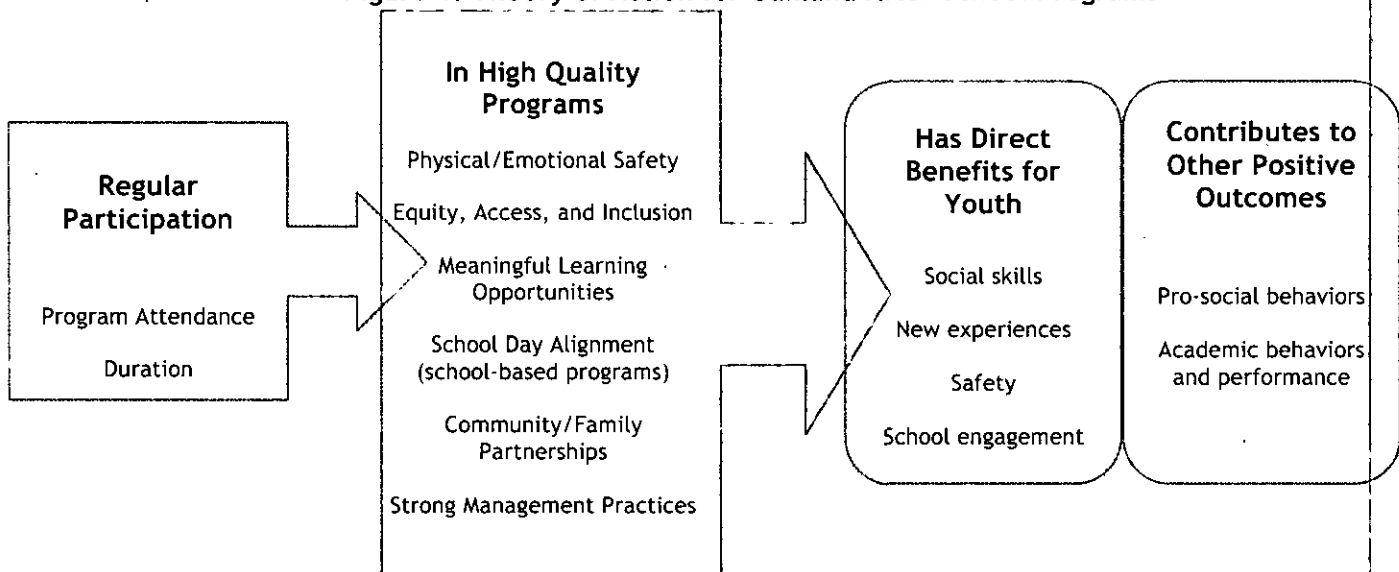 Regular
Participation
Program Attendance
Duration
In High Quality
Programs
Physical/Emotional Safety
Equity, Access, and Inclusion
Meaningful Learning
Opportunities
School Day Alignment
(school-based programs)
Community/Family
Partnerships
Strong Management Practices
Has Direct
Benefits for
Youth
Social skills
New experiences
Safety
School engagement
Contributes to
Other Positive
Outcomes
Pro-social behaviors
Academic behaviors
and performance